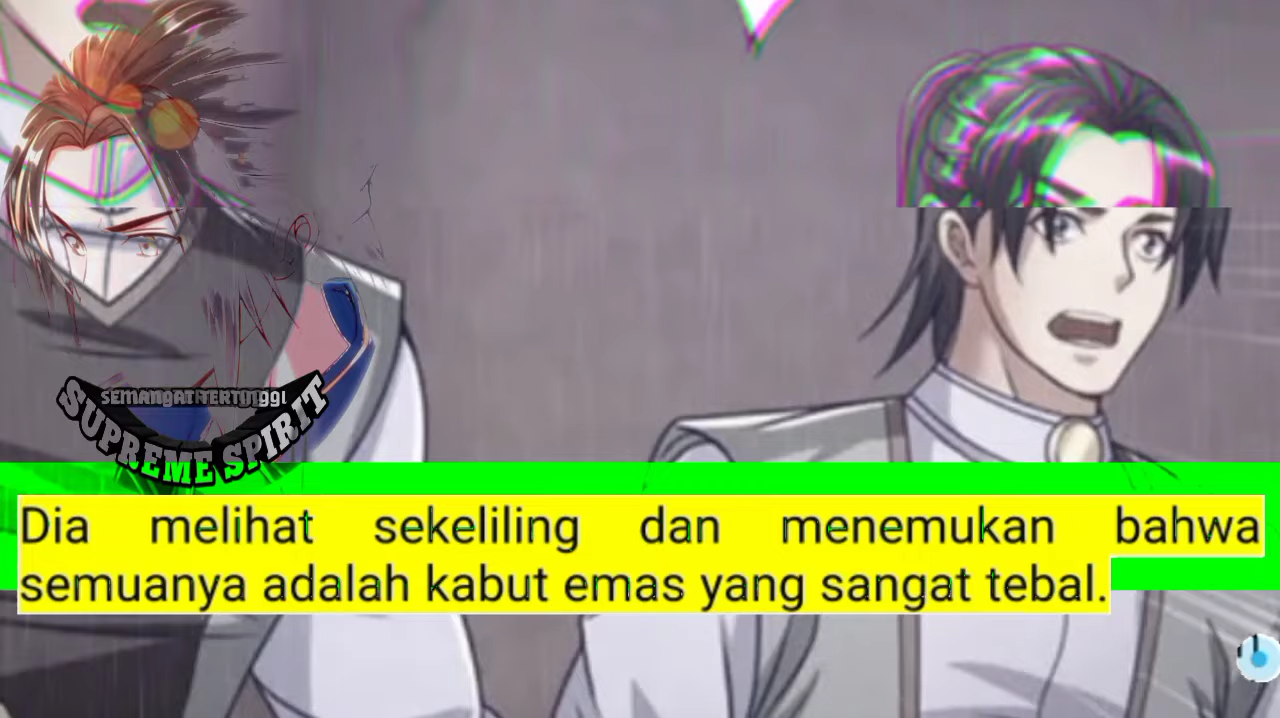 SEMANGAT TERTINGGI
SUPREME SPIRIT
Dia melihat sekeliling dan menemukan bahwa
semuanya adalah kabut emas yang sangat tebal.